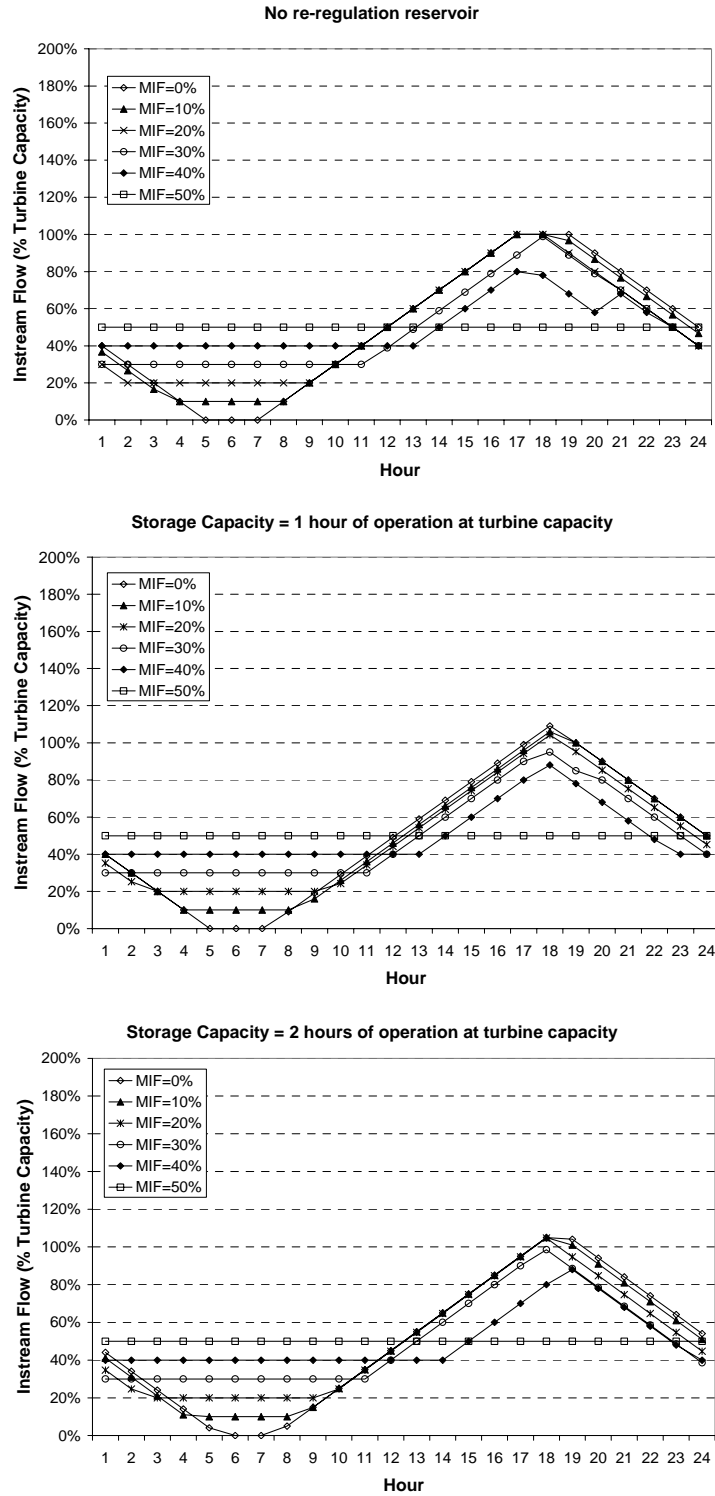 No re-regulation reservoir
200%
180%
160%
140%
120%
100%
80%
60%
40%
20%
0%
Instream Flow (% Turbine Capacity)
MIF=0%
MIF=10%
MIF=20%
MIF=30%
MIF=40%
MIF=50%
1 2 3 4 5 6 7 8 9 10 11 12 13 14 15 16 17 18 19 20 21 22 23 24
Hour
Storage Capacity = 1 hour of operation at turbine capacity
200%
180%
160%
140%
120%
100%
80%
60%
40%
20%
0%
Instream Flow (% Turbine Capacity)
MIF=0%
MIF=10%
MIF=20%
MIF=30%
MIF=40%
MIF=50%
1 2 3 4 5 6 7 8 9 10 11 12 13 14 15 16 17 18 19 20 21 22 23 24
Hour
Storage Capacity = 2 hours of operation at turbine capacity
200%
180%
160%
140%
120%
100%
80%
60%
40%
20%
0%
Instream Flow (% Turbine Capacity)
MIF=0%
MIF=10%
MIF=20%
MIF=30%
MIF=40%
MIF=50%
1 2 3 4 5 6 7 8 9 10 11 12 13 14 15 16 17 18 19 20 21 22 23 24
Hour